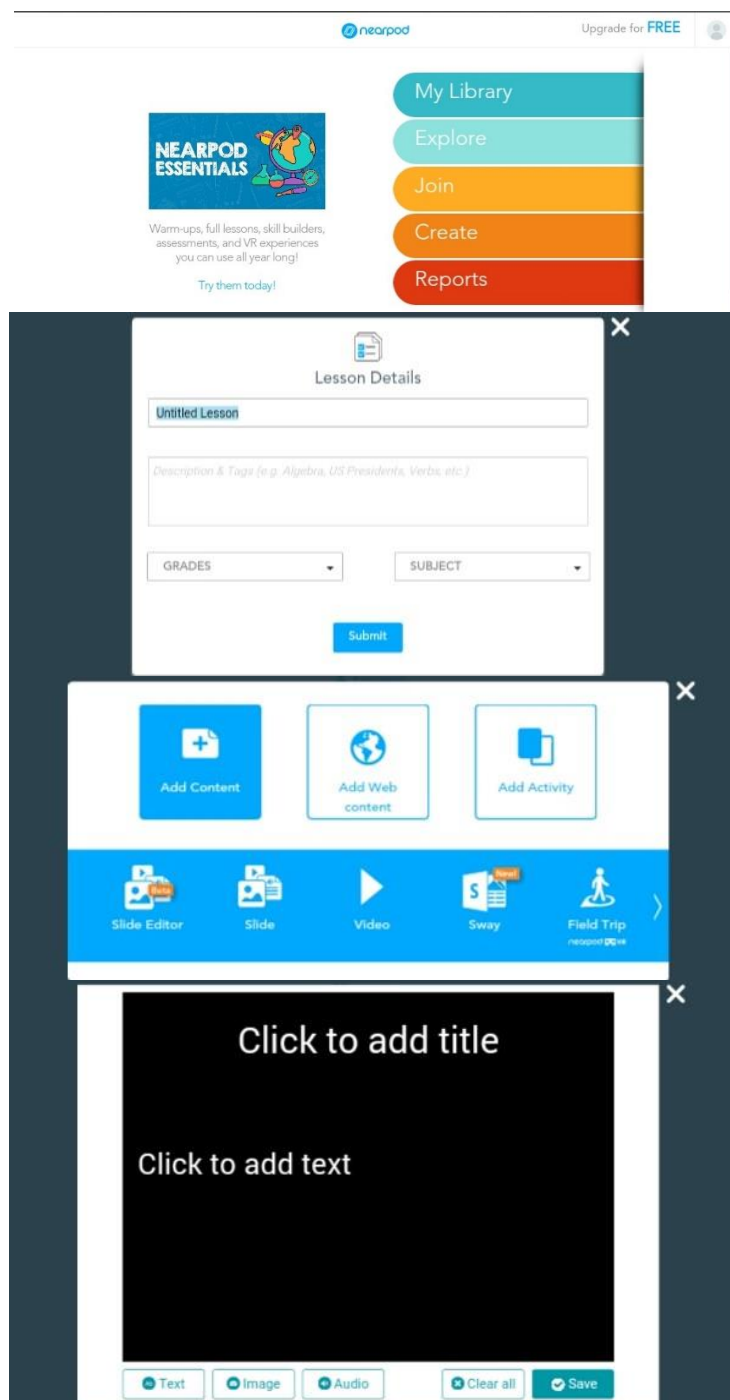 nearpod
Upgrade for FREE
NEARPOD
ESSENTIALS
Warm-ups, full lessons, skill builders,
assessments, and VR experiences
you can use all year long!
Try them today!
My Library
Explore
Join
Create
Reports
Lesson Details
Untitled Lesson
Description & Tags (e.g. Algebra, US Presidents, Verbs, etc.)
GRADES
SUBJECT
Submit
Add Content
Add Web
content
Add Activity
Beta
Slide Editor
Slide
Video
S
New!
Sway
Field Trip
nearpod VR
Click to add title
Click to add text
Text
Image
Audio
Clear all
Save